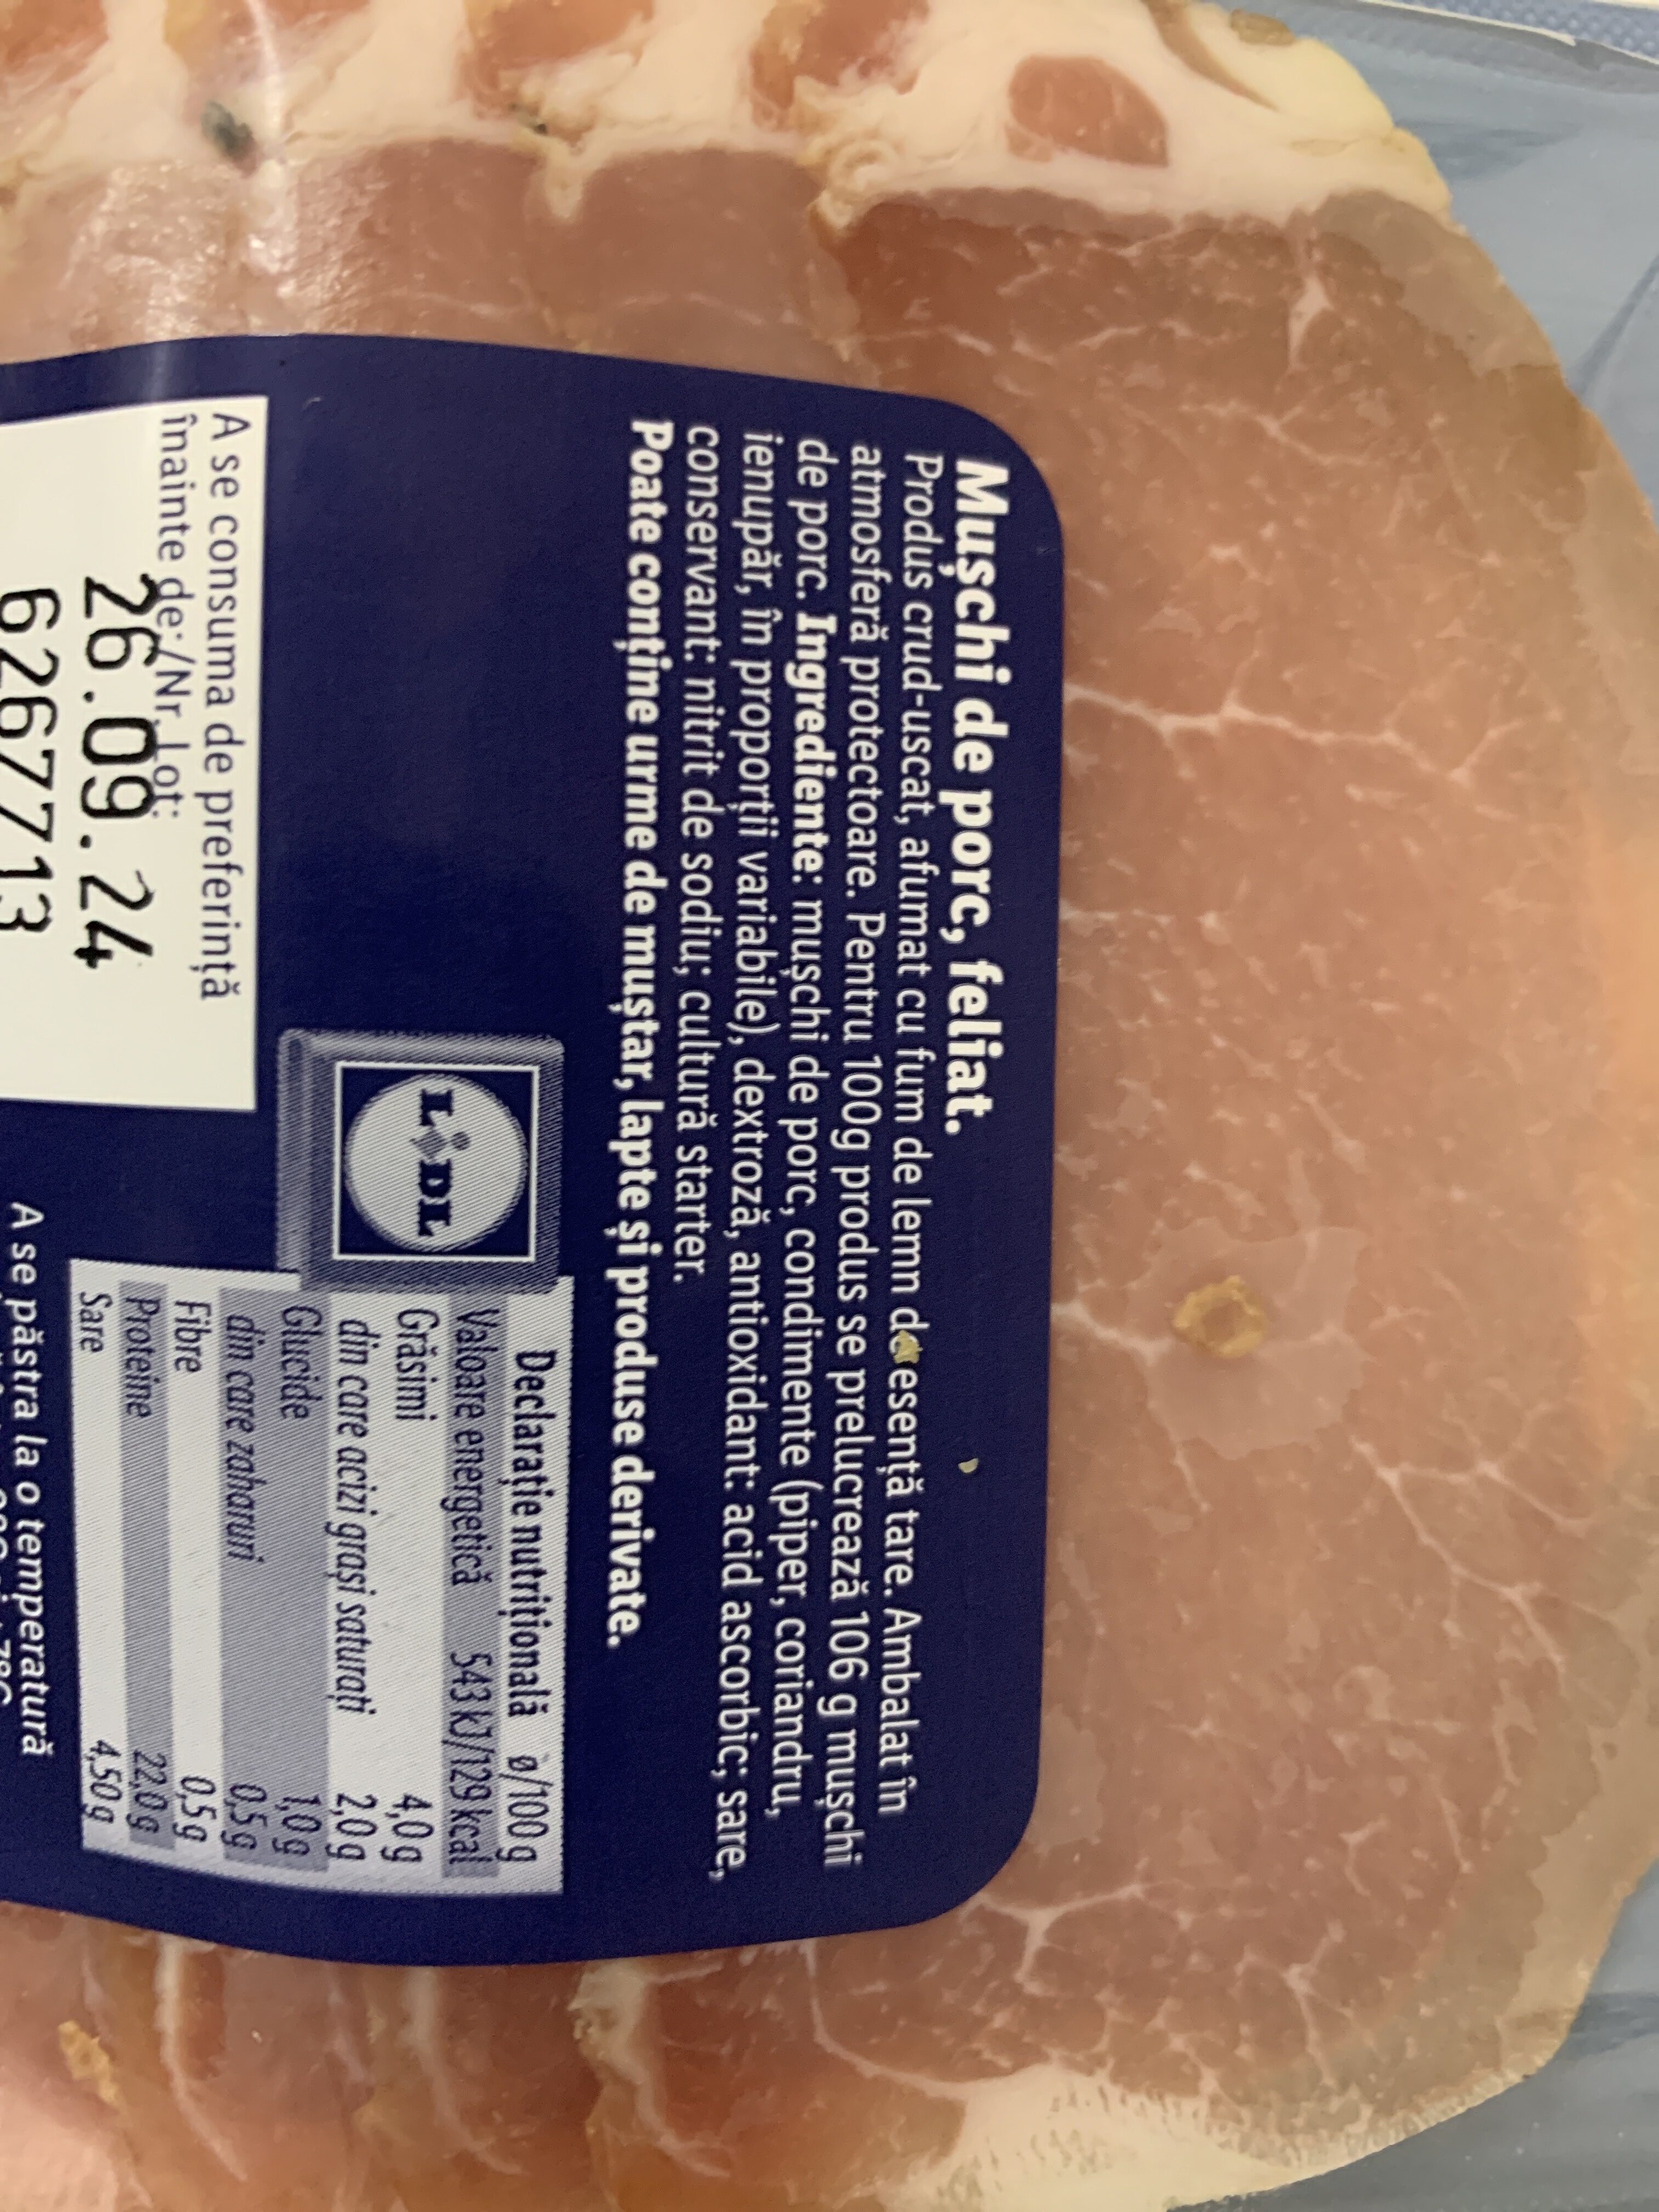 Mușchi de porc, feliat.
Produs crud-uscat, afumat cu fum de lemn de esență tare. Ambalat în
atmosferă protectoare. Pentru 100g produs se prelucrează 106 g mușchi
de porc. Ingrediente: mușchi de porc, condimente (piper, coriandru,
ienupăr, în proporții variabile), dextroză, antioxidant: acid ascorbic; sare,
conservant: nitrit de sodiu; cultură starter.
Poate conține urme de muștar, lapte și produse derivate.
LIDL
Declarație nutrițională ø/100 g
Valoare energetică 543 kJ/129 kcal
Grăsimi 4,0 g
din care acizi grași saturați 2,0 g
Glucide 1,0 g
din care zaharuri 0,5 g
Fibre 0,5 g
Proteine 22,0 g
Sare 4,50 g
A se consuma de preferință
înainte de:/Nr. Lot:
26.09.24
6267713
A se păstra la o temperatură